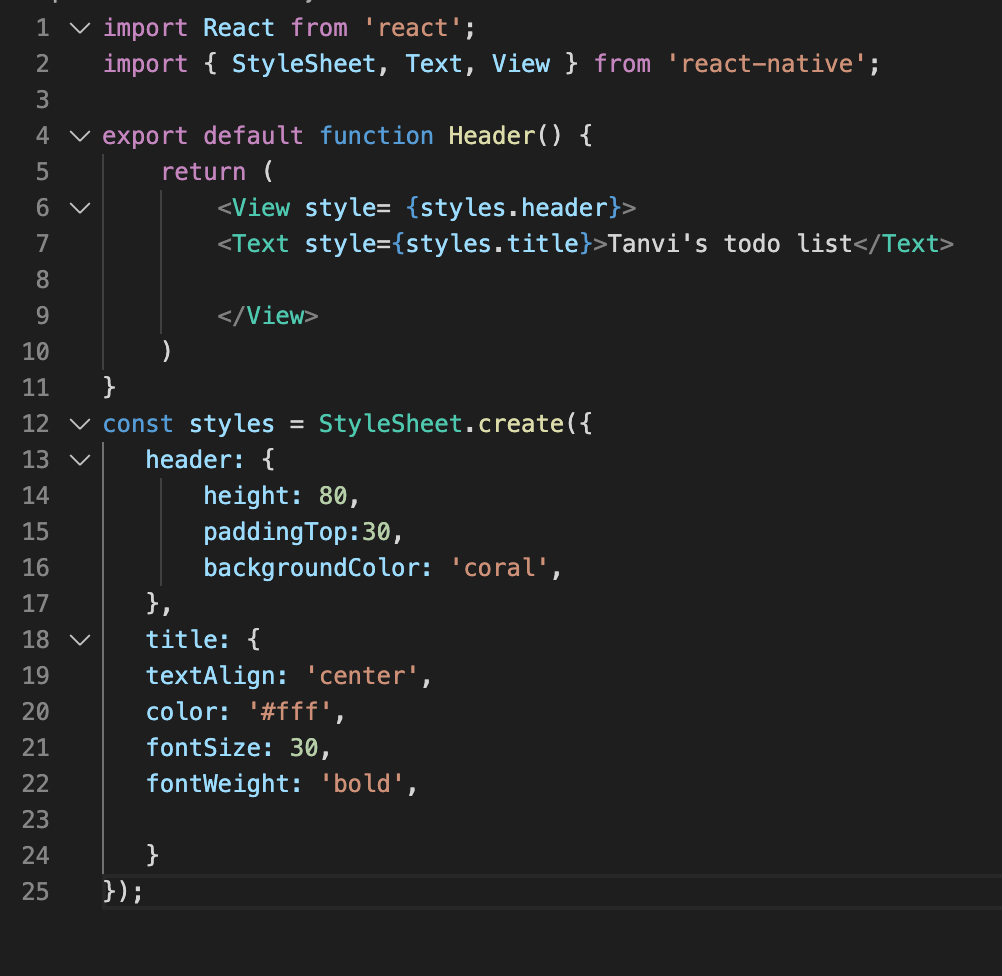 1 import React from 'react';
2 import { StyleSheet, Text, View } from 'react-native';
3
4 export default function Header() {
5     return (
6         <View style= {styles.header}>
7         <Text style={styles.title}>Tanvi's todo list</Text>
8
9         </View>
10     )
11 }
12 const styles = StyleSheet.create({
13    header: {
14        height: 80,
15        paddingTop:30,
16        backgroundColor: 'coral',
17    },
18    title: {
19    textAlign: 'center',
20    color: '#fff',
21    fontSize: 30,
22    fontWeight: 'bold',
23
24    }
25 });